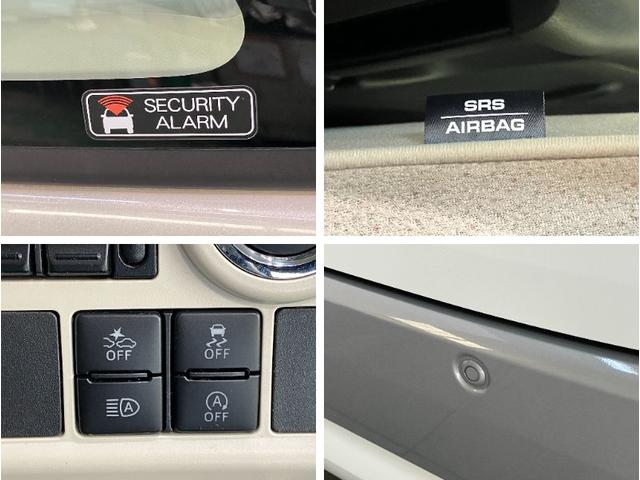 SECURITY
ALARM
SRS
AIRBAG
OFF
OFF
A
A
OFF